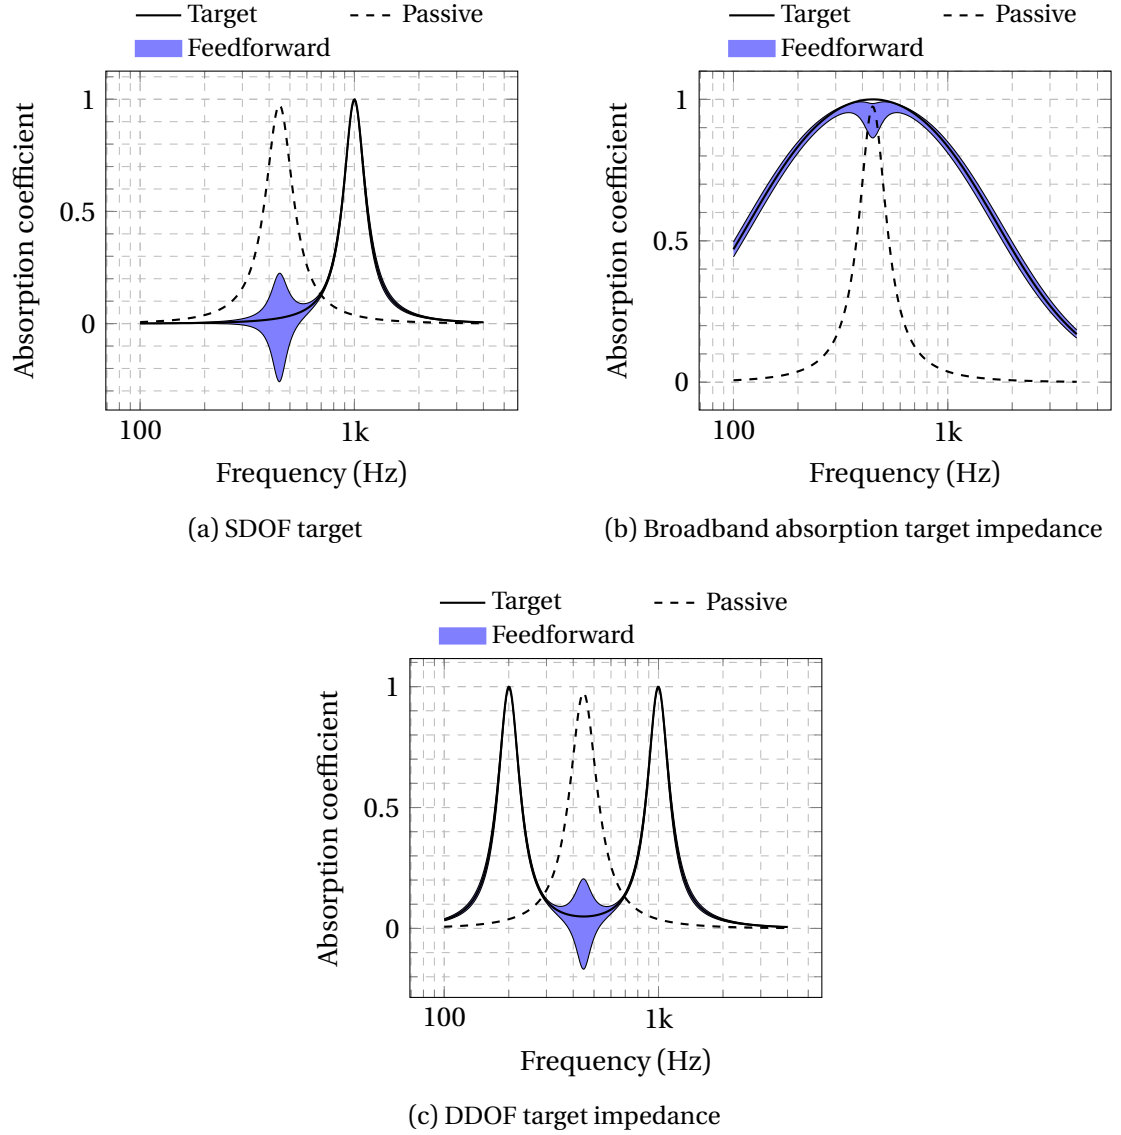 Target
Passive
Feedforward
Absorption coefficient
1
0.5
0
100
1k
Frequency (Hz)
(a) SDOF target
Target
Passive
Feedforward
Absorption coefficient
1
0.5
0
100
1k
Frequency (Hz)
(b) Broadband absorption target impedance
Target
Passive
Feedforward
Absorption coefficient
1
0.5
0
100
1k
Frequency (Hz)
(c) DDOF target impedance